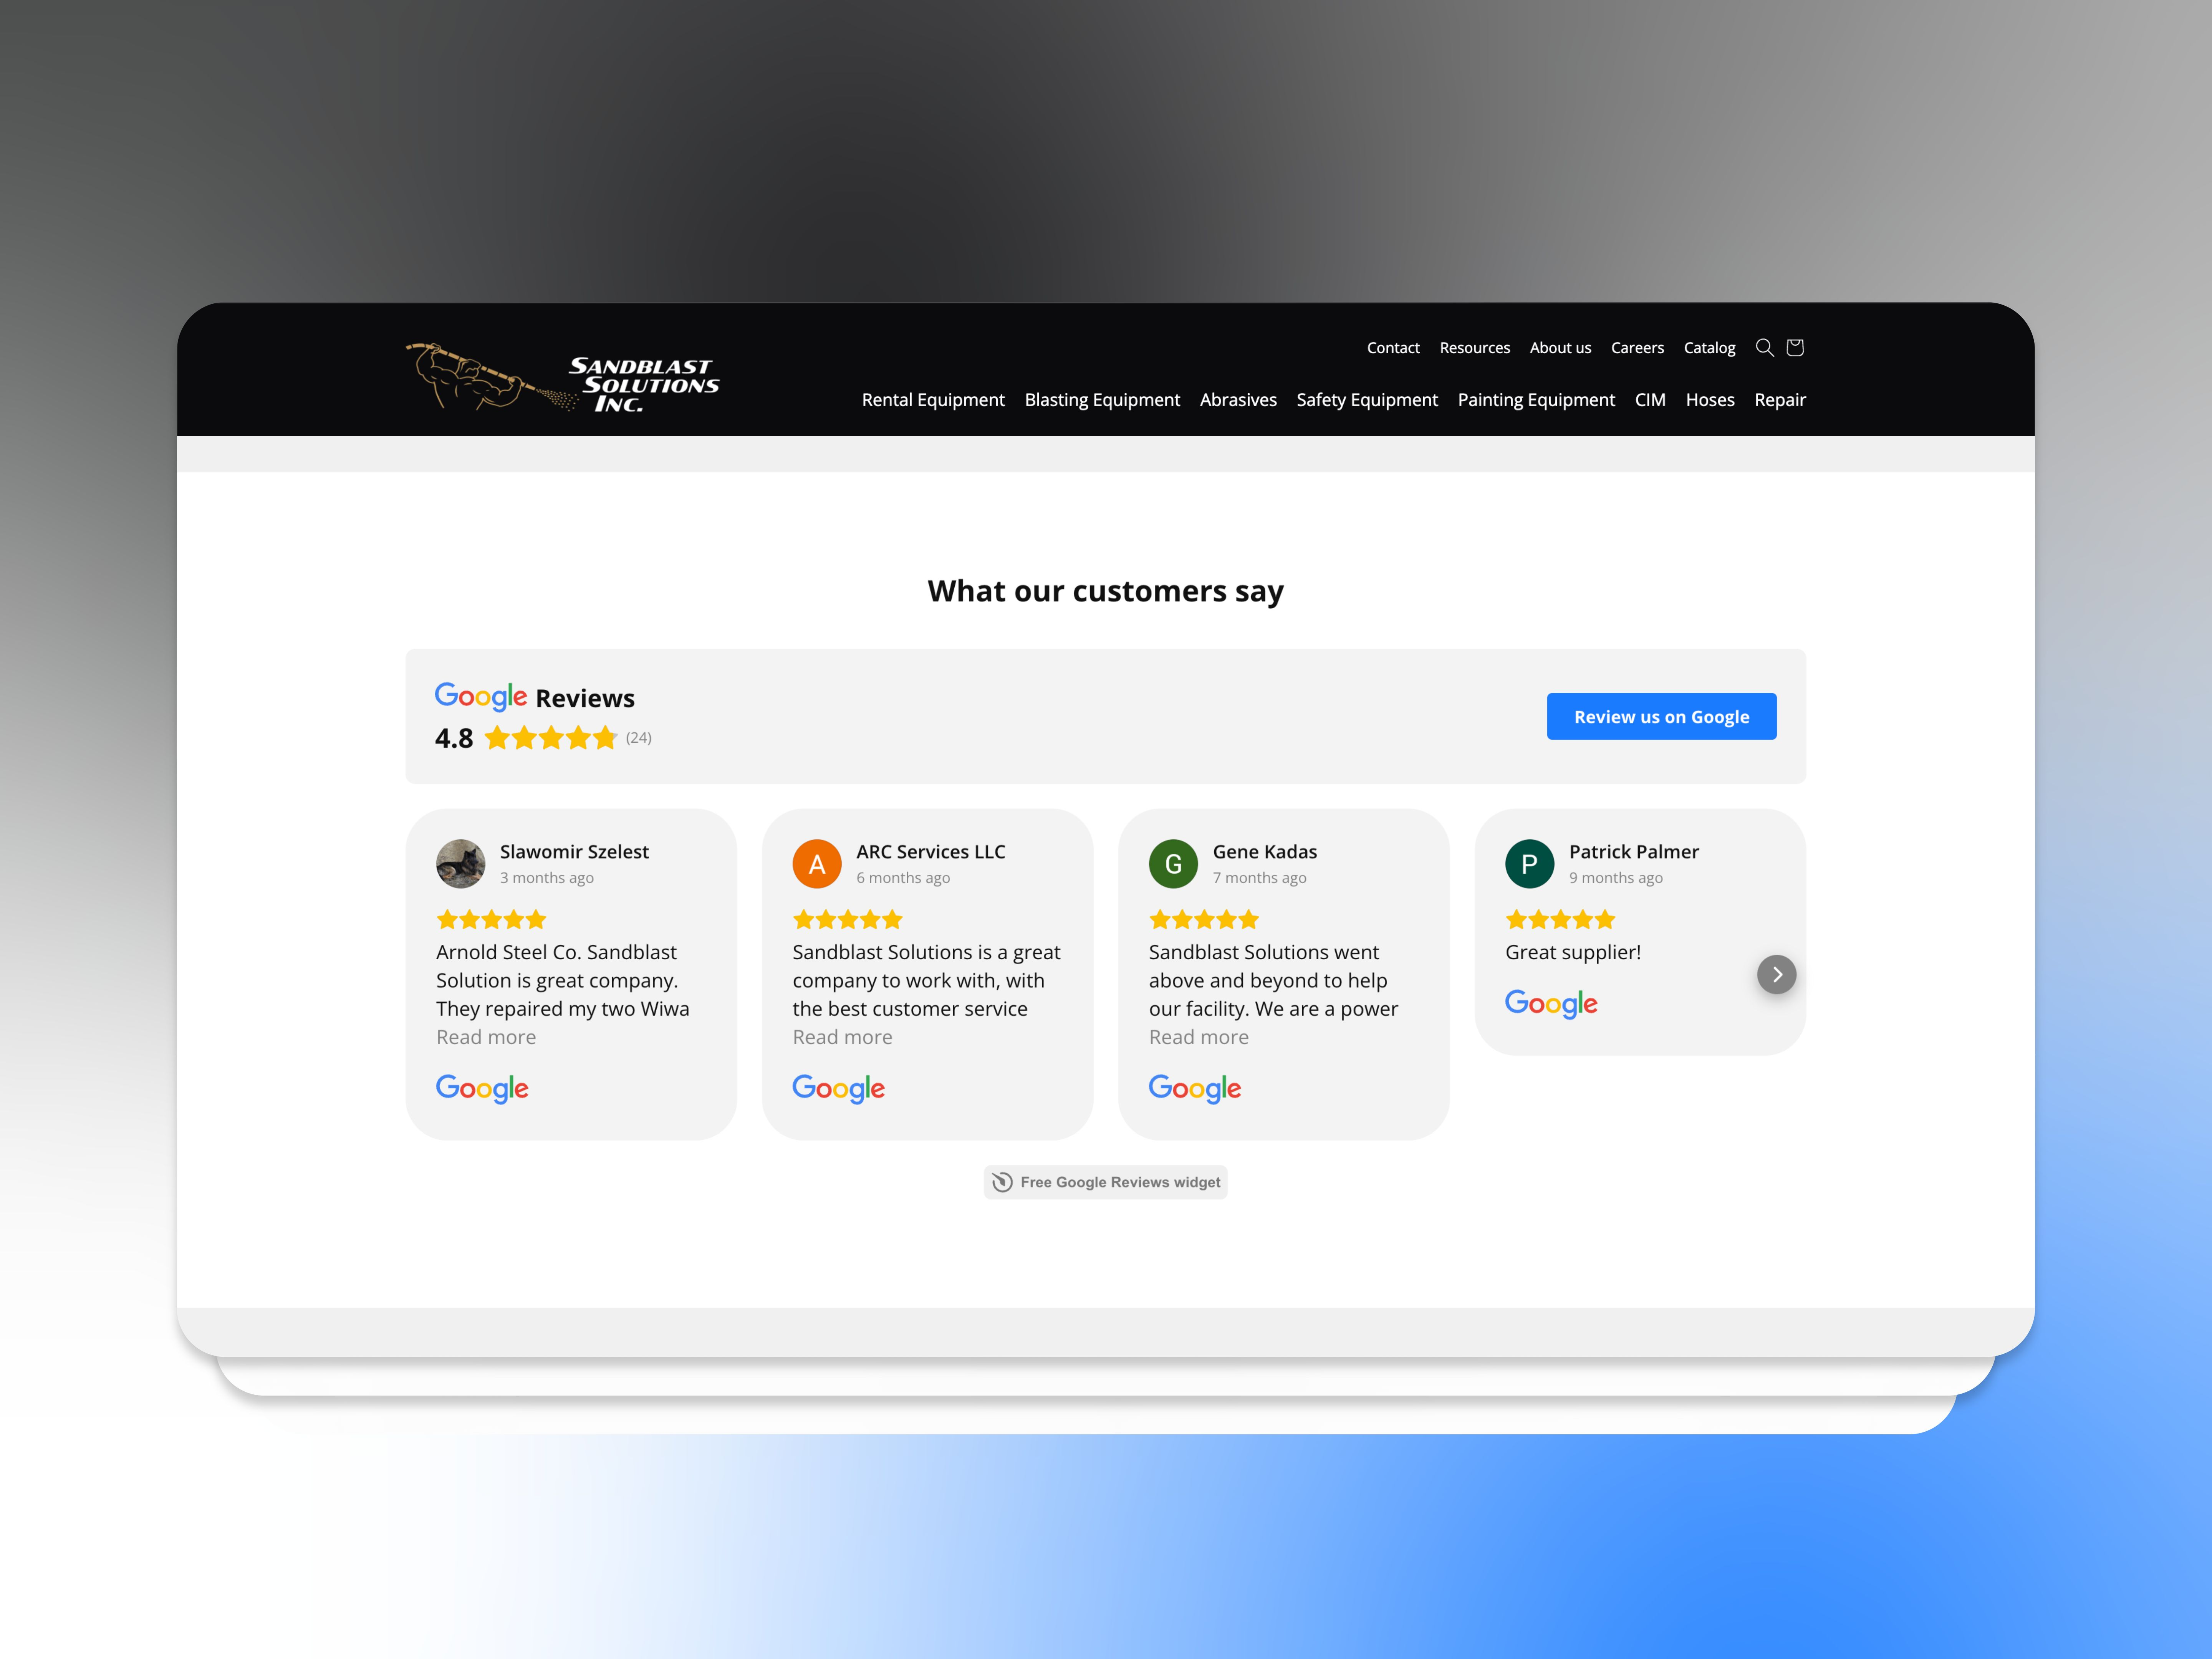 SANDBLAST
SOLUTIONS
INC.
Contact Resources About us Careers Catalog
Rental Equipment Blasting Equipment Abrasives Safety Equipment Painting Equipment CIM Hoses Repair
What our customers say
Google Reviews
4.8 (24)
Review us on Google
Slawomir Szelest
3 months ago
Arnold Steel Co. Sandblast
Solution is great company.
They repaired my two Wiwa
Read more
Google
A
ARC Services LLC
6 months ago
Sandblast Solutions is a great
company to work with, with
the best customer service
Read more
Google
G
Gene Kadas
7 months ago
Sandblast Solutions went
above and beyond to help
our facility. We are a power
Read more
Google
P
Patrick Palmer
9 months ago
Great supplier!
Google
Free Google Reviews widget